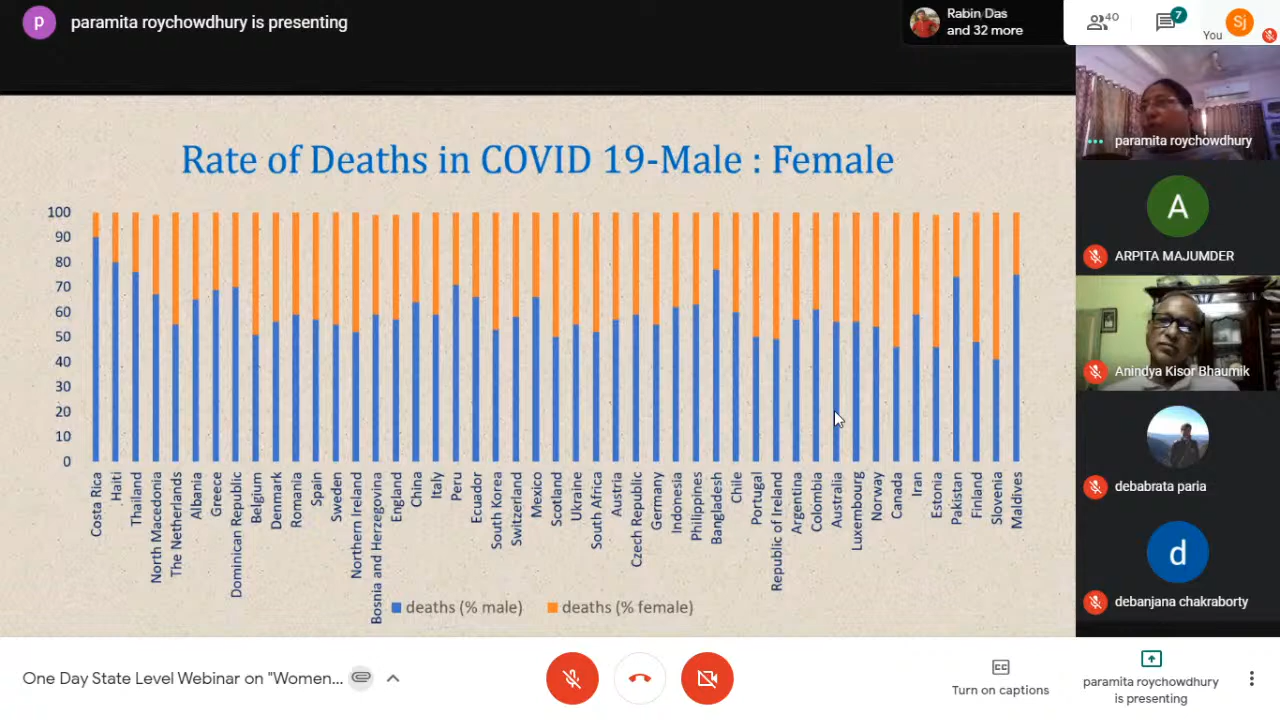 p paramita roychowdhury is presenting
Rabin Das
and 32 more
40
7
You
Sj
Rate of Deaths in COVID 19-Male : Female
100
90
80
70
60
50
40
30
20
10
0
Costa Rica
Haiti
Thailand
North Macedonia
The Netherlands
Albania
Greece
Dominican Republic
Belgium
Denmark
Romania
Spain
Sweden
Northern Ireland
Bosnia and Herzegovina
England
China
Italy
Peru
Ecuador
South Korea
Switzerland
Mexico
Scotland
Ukraine
South Africa
Austria
Czech Republic
Germany
Indonesia
Philippines
Bangladesh
Chile
Portugal
Republic of Ireland
Argentina
Colombia
Australia
Luxembourg
Norway
Canada
Iran
Estonia
Pakistan
Finland
Slovenia
Maldives
deaths (% male)
deaths (% female)
paramita roychowdhury
A
ARPITA MAJUMDER
Anindya Kisor Bhaumik
debabrata paria
d
debanjana chakraborty
One Day State Level Webinar on "Women...
CC
Turn on captions
paramita roychowdhury
is presenting